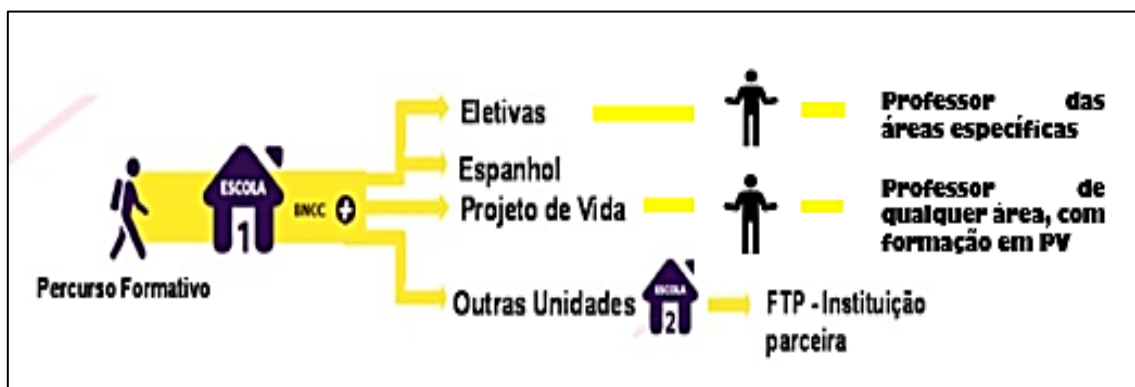 Eletivas
Professor das
áreas específicas
Espanhol
ESCOLA
1
BNCC +
Projeto de Vida
Professor de
qualquer área, com
formação em PV
Percurso Formativo
Outras Unidades
ESCOLA
2
FTP - Instituição
parceira